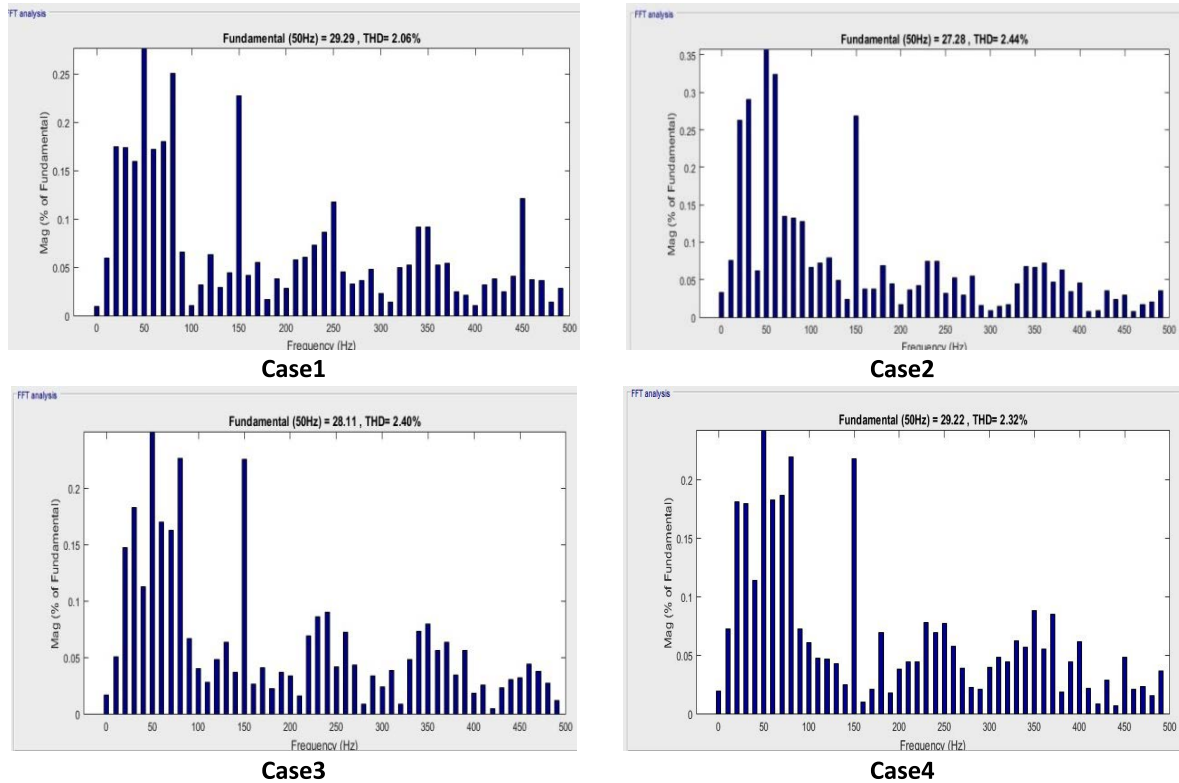 FFT analysis
Fundamental (50Hz) = 29.29 , THD= 2.06%
Mag (% of Fundamental)
0.25
0.2
0.15
0.1
0.05
0
0 50 100 150 200 250 300 350 400 450 500
Frequency (Hz)
Case1
FFT analysis
Fundamental (50Hz) = 27.28 , THD= 2.44%
Mag (% of Fundamental)
0.35
0.3
0.25
0.2
0.15
0.1
0.05
0
0 50 100 150 200 250 300 350 400 450 500
Frequency (Hz)
Case2
FFT analysis
Fundamental (50Hz) = 28.11 , THD= 2.40%
Mag (% of Fundamental)
0.2
0.15
0.1
0.05
0
0 50 100 150 200 250 300 350 400 450 500
Frequency (Hz)
Case3
FFT analysis
Fundamental (50Hz) = 29.22 , THD= 2.32%
Mag (% of Fundamental)
0.2
0.15
0.1
0.05
0
0 50 100 150 200 250 300 350 400 450 500
Frequency (Hz)
Case4